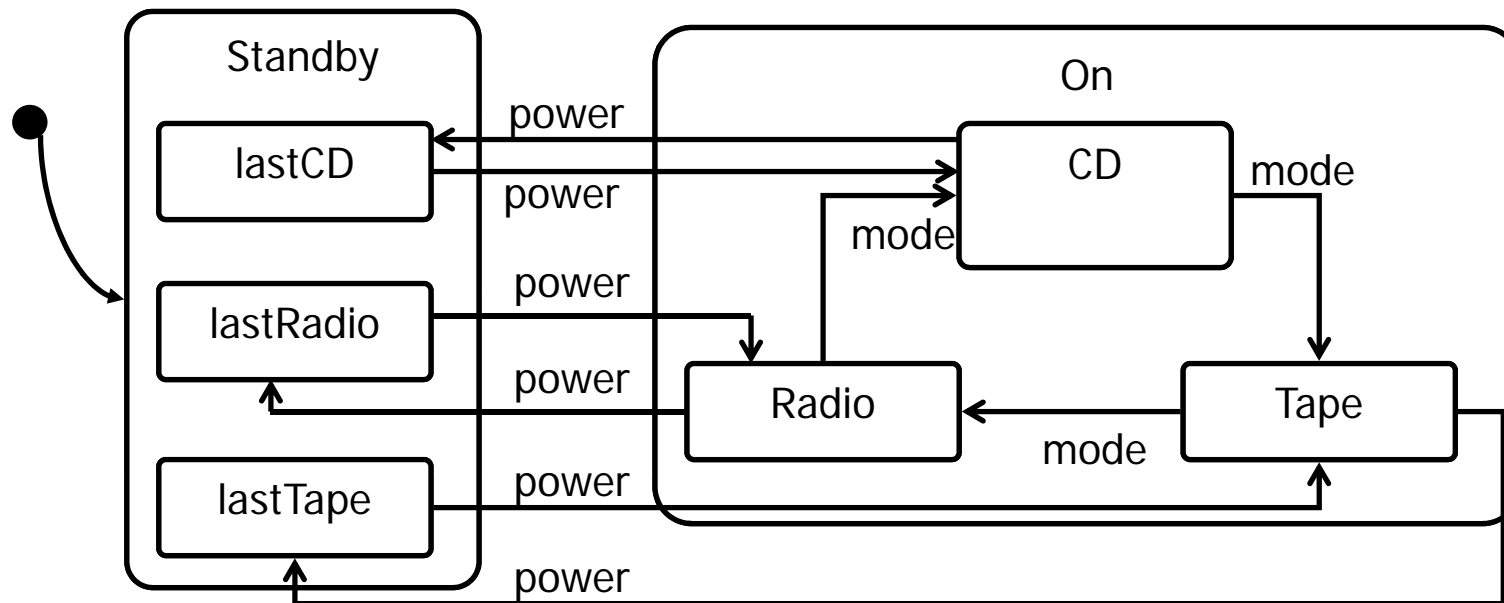 Standby
On
power
lastCD
CD
mode
power
mode
power
lastRadio
power
Radio
Tape
mode
power
lastTape
power